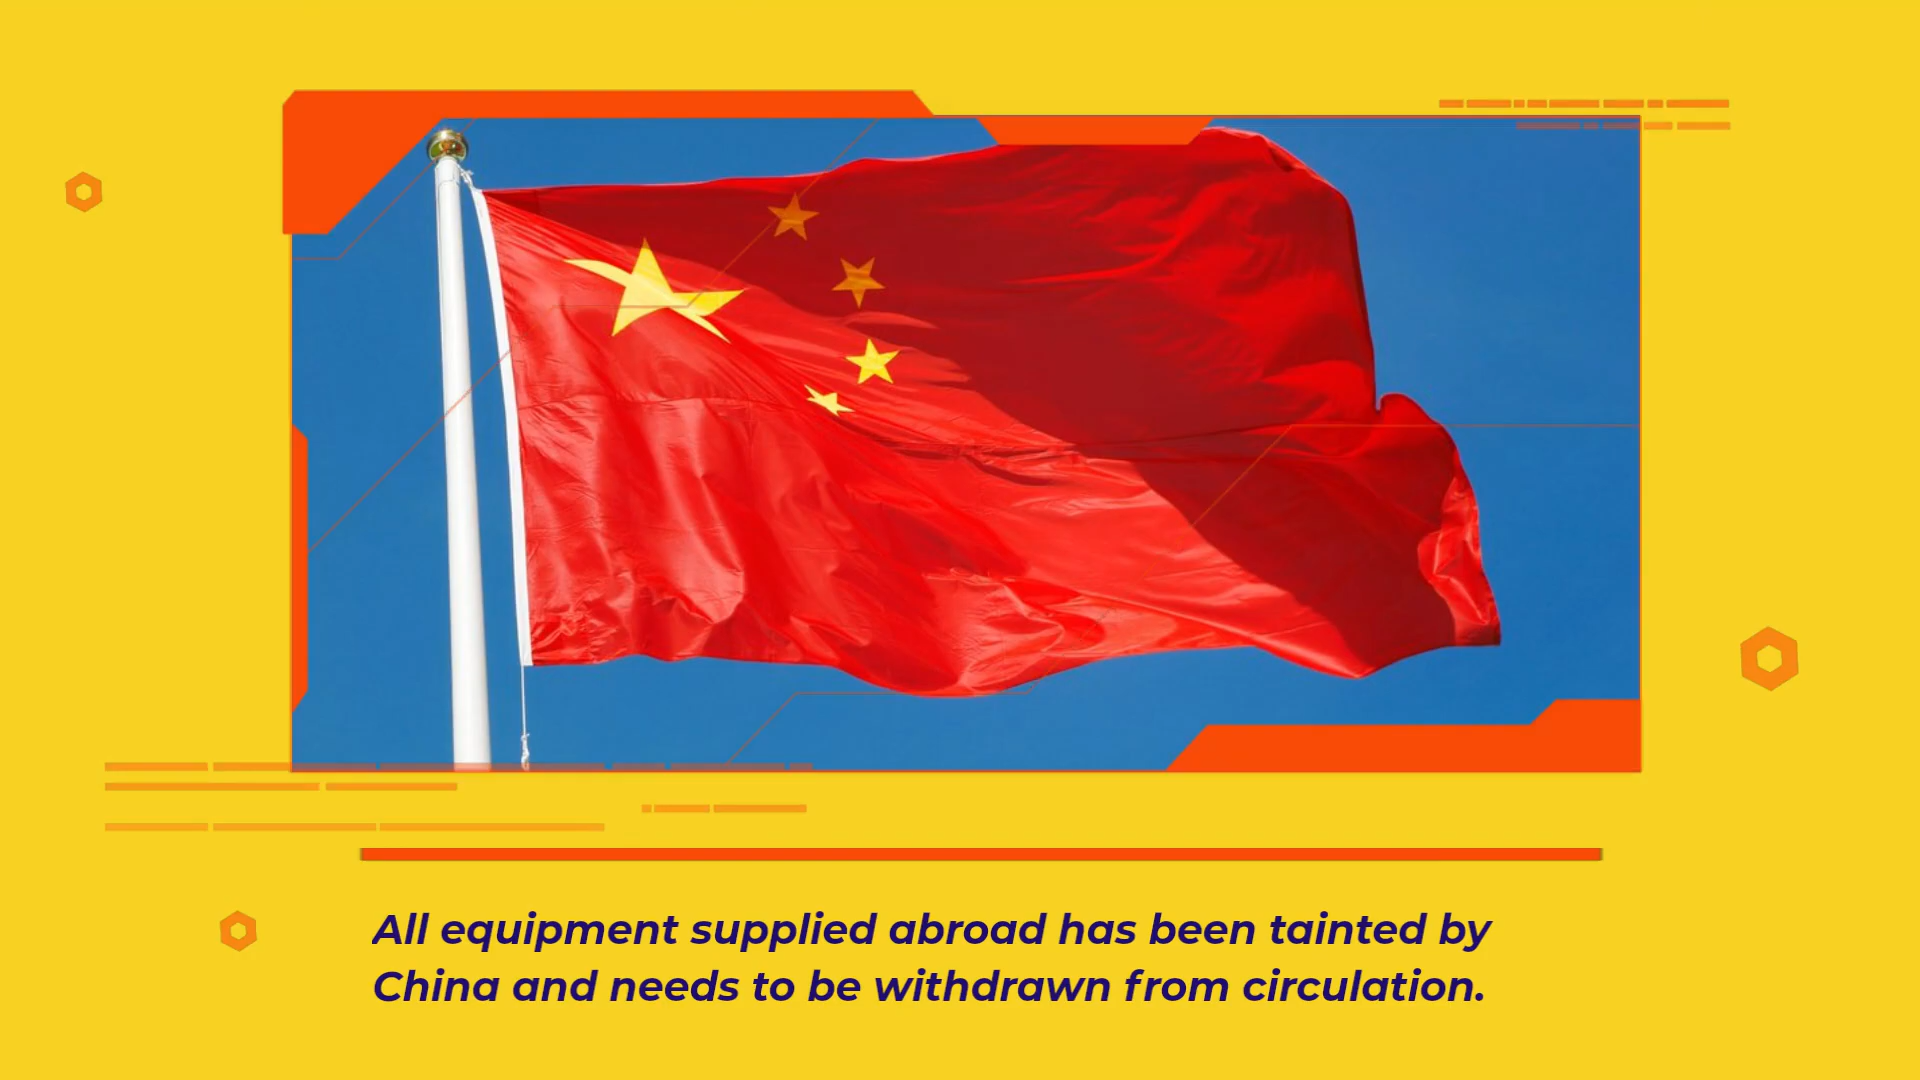 All equipment supplied abroad has been tainted by
China and needs to be withdrawn from circulation.